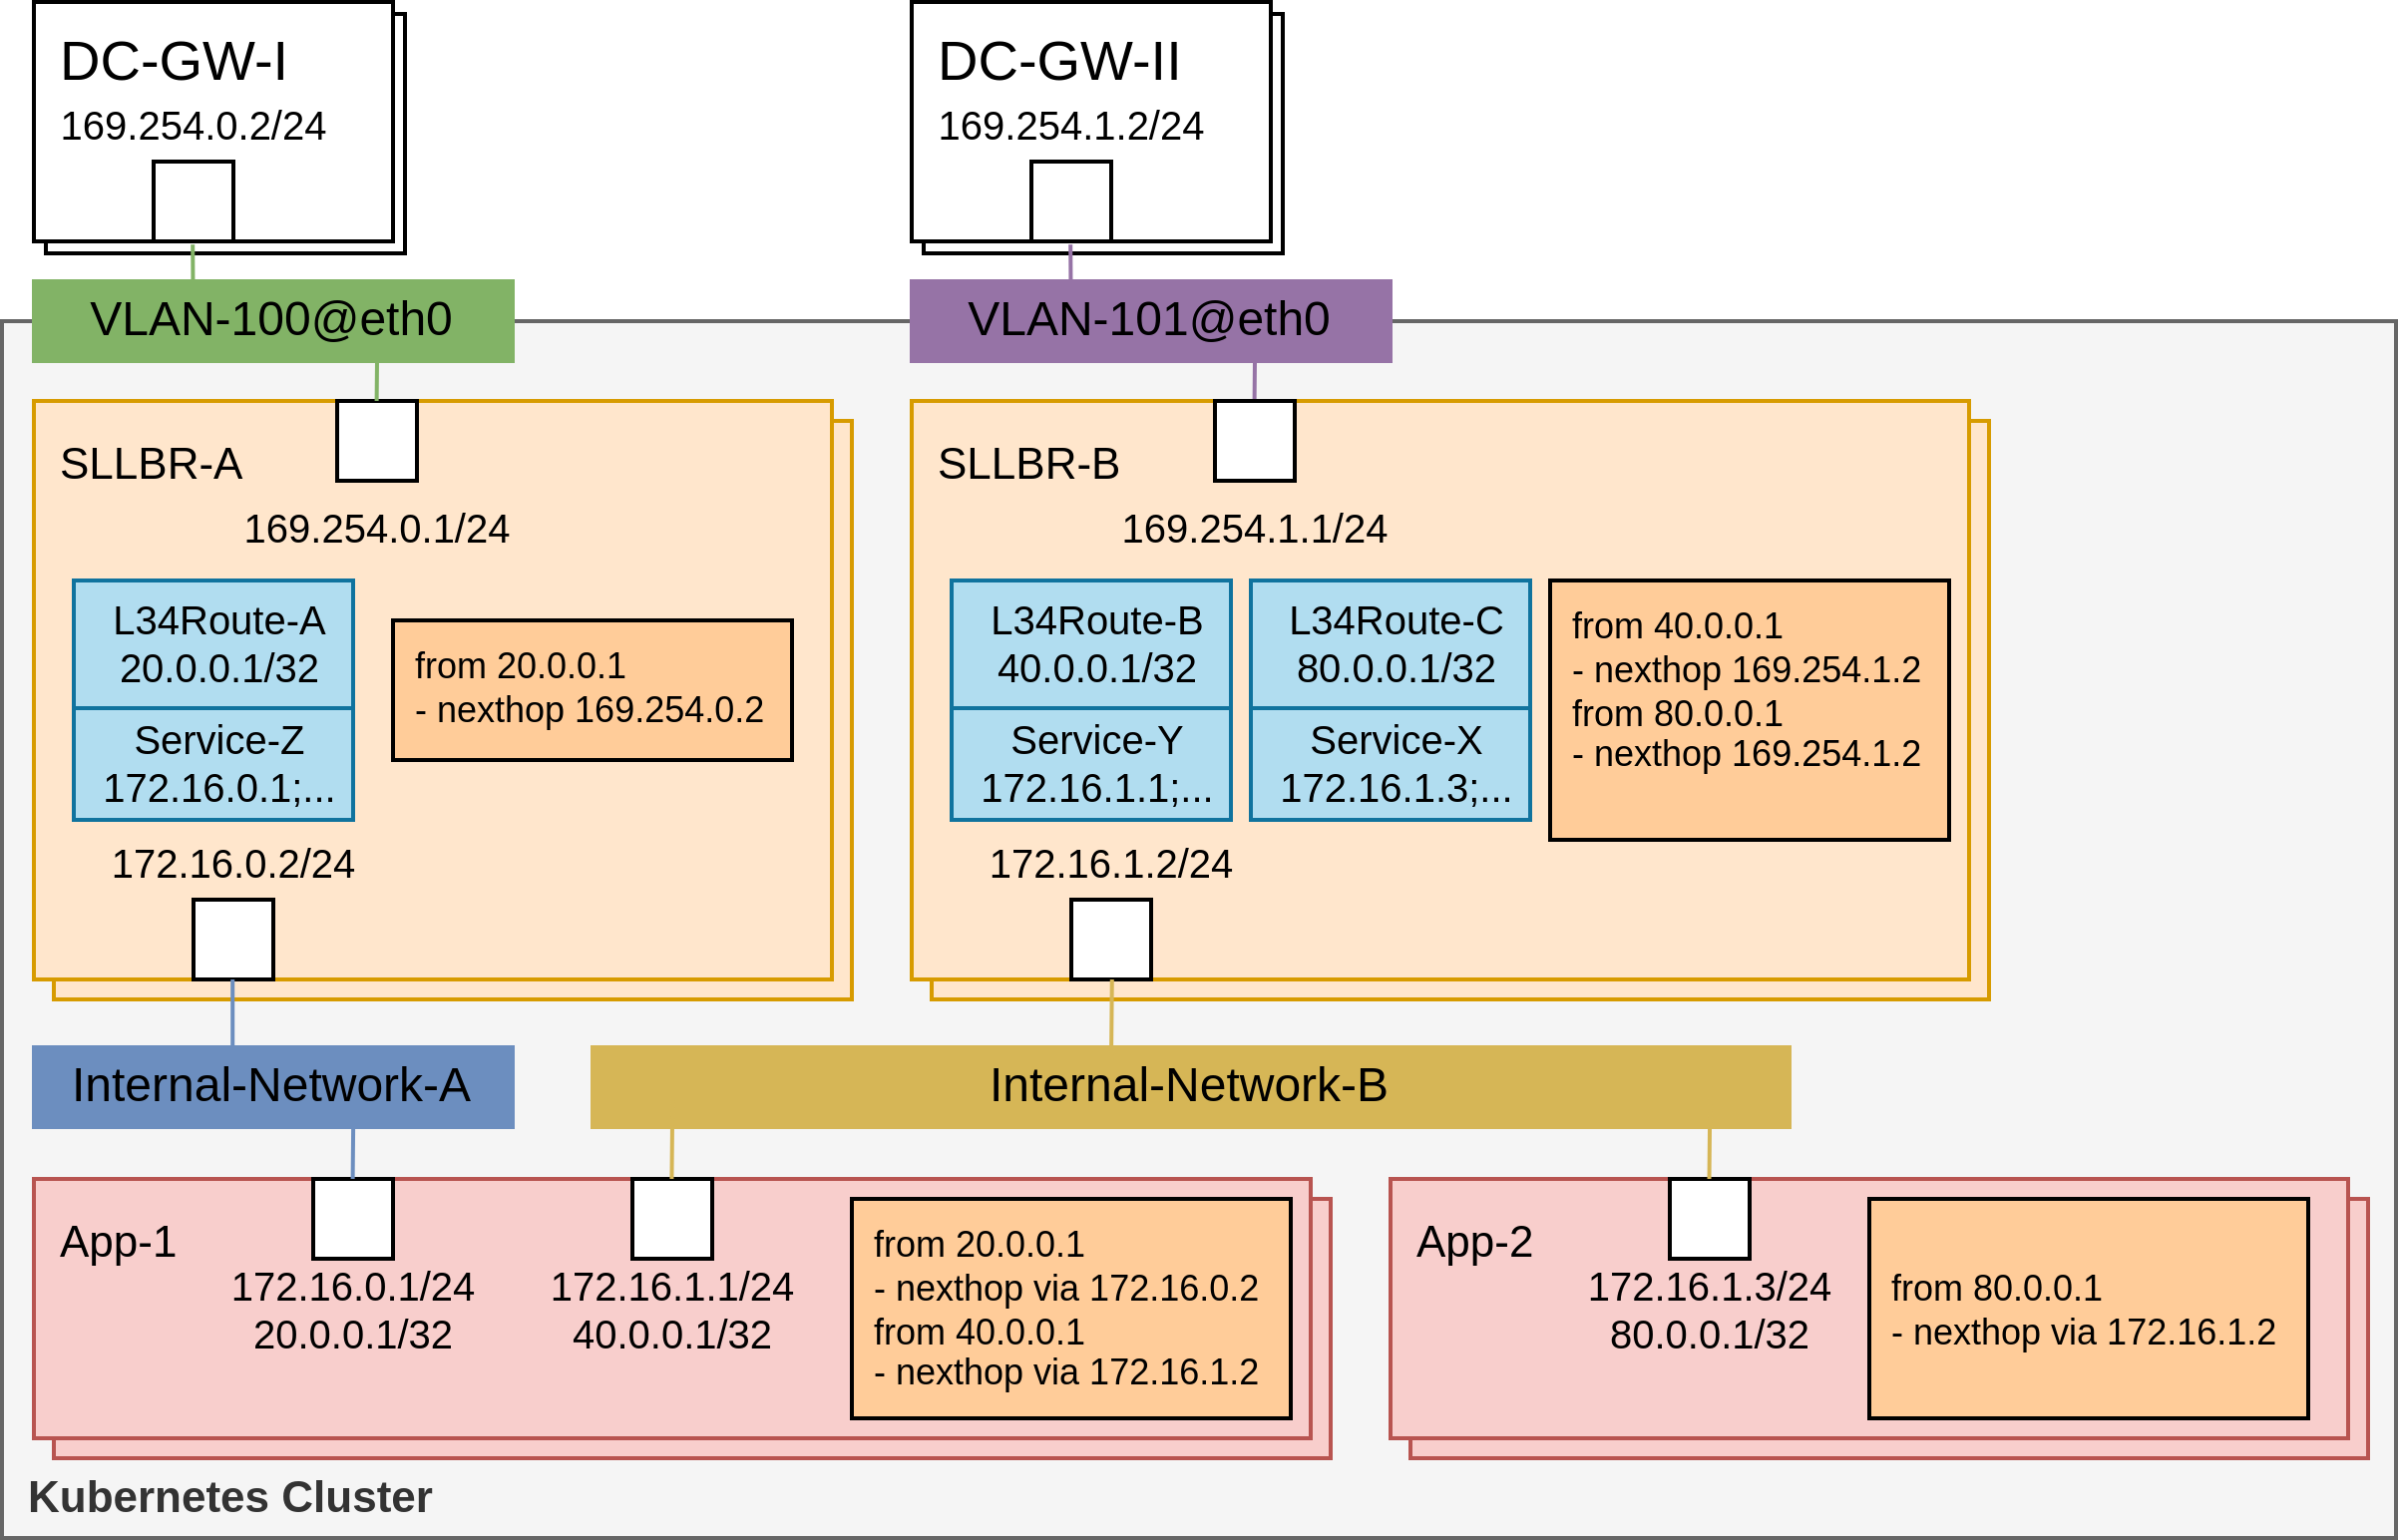 DC-GW-I
169.254.0.2/24
DC-GW-II
169.254.1.2/24
VLAN-100@eth0
VLAN-101@eth0
SLLBR-A
169.254.0.1/24
L34Route-A
20.0.0.1/32
Service-Z
172.16.0.1;...
from 20.0.0.1
- nexthop 169.254.0.2
172.16.0.2/24
SLLBR-B
169.254.1.1/24
L34Route-B
40.0.0.1/32
Service-Y
172.16.1.1;...
L34Route-C
80.0.0.1/32
Service-X
172.16.1.3;...
from 40.0.0.1
- nexthop 169.254.1.2
from 80.0.0.1
- nexthop 169.254.1.2
172.16.1.2/24
Internal-Network-A
Internal-Network-B
App-1
172.16.0.1/24
20.0.0.1/32
172.16.1.1/24
40.0.0.1/32
from 20.0.0.1
- nexthop via 172.16.0.2
from 40.0.0.1
- nexthop via 172.16.1.2
App-2
172.16.1.3/24
80.0.0.1/32
from 80.0.0.1
- nexthop via 172.16.1.2
Kubernetes Cluster